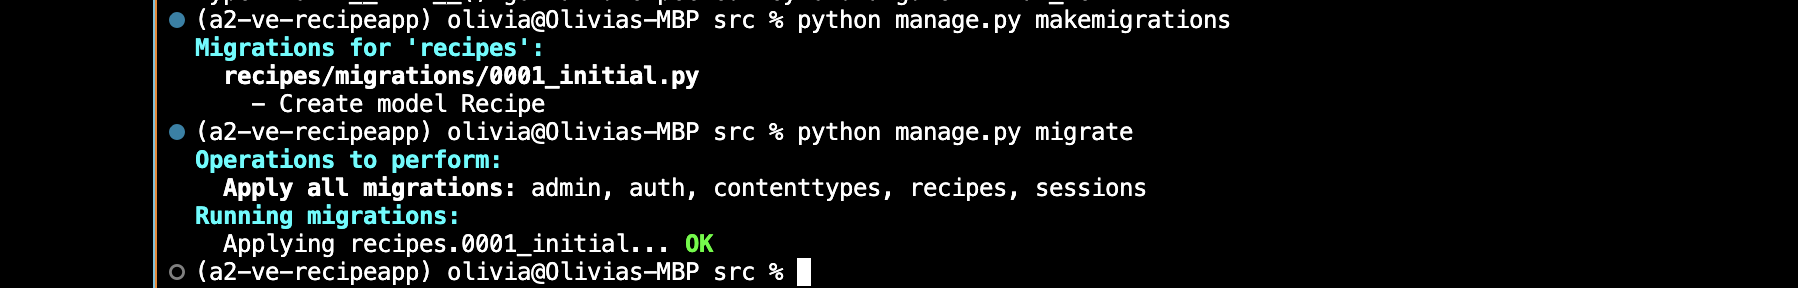 (a2-ve-recipeapp) olivia@Olivias-MBP src % python manage.py makemigrations
Migrations for 'recipes':
recipes/migrations/0001_initial.py
- Create model Recipe
(a2-ve-recipeapp) olivia@Olivias-MBP src % python manage.py migrate
Operations to perform:
Apply all migrations: admin, auth, contenttypes, recipes, sessions
Running migrations:
Applying recipes.0001_initial... OK
(a2-ve-recipeapp) olivia@Olivias-MBP src %